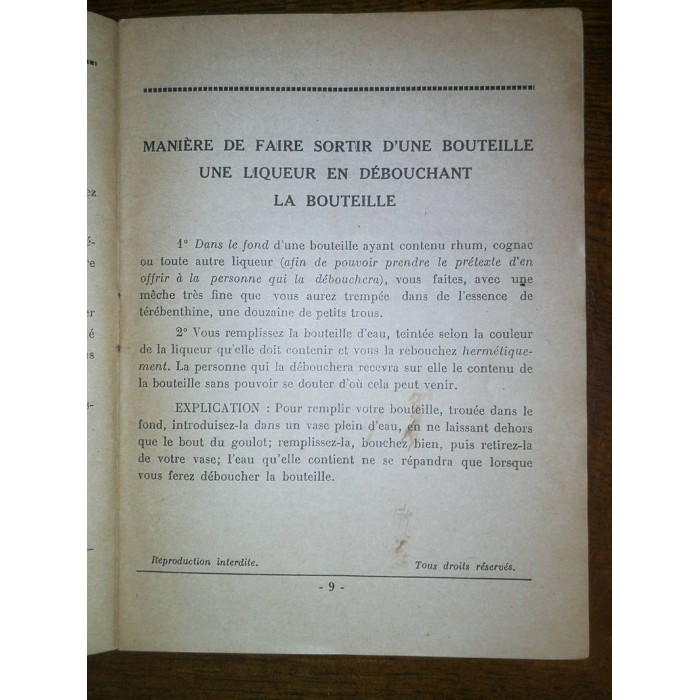 MANIÈRE DE FAIRE SORTIR D'UNE BOUTEILLE
UNE LIQUEUR EN DÉBOUCHANT
LA BOUTEILLE
1° Dans le fond d'une bouteille ayant contenu rhum, cognac
ou toute autre liqueur (afin de pouvoir prendre le prétexte d'en
offrir à la personne qui la débouchera), vous faites, avec une
mêche très fine que vous aurez trempée dans de l'essence de
térébenthine, une douzaine de petits trous.
2° Vous remplissez la bouteille d'eau, teintée selon la couleur
de la liqueur qu'elle doit contenir et vous la rebouchez hermétique-
ment. La personne qui la débouchera recevra sur elle le contenu de
la bouteille sans pouvoir se douter d'où cela peut venir.
EXPLICATION : Pour remplir votre bouteille, trouée dans le
fond, introduisez-la dans un vase plein d'eau, en ne laissant dehors
que le bout du goulot; remplissez-la, bouchez bien, puis retirez-la
de votre vase; l'eau qu'elle contient ne se répandra que lorsque
vous ferez déboucher la bouteille.
Reproduction interdite. Tous droits réservés.
- 9 -